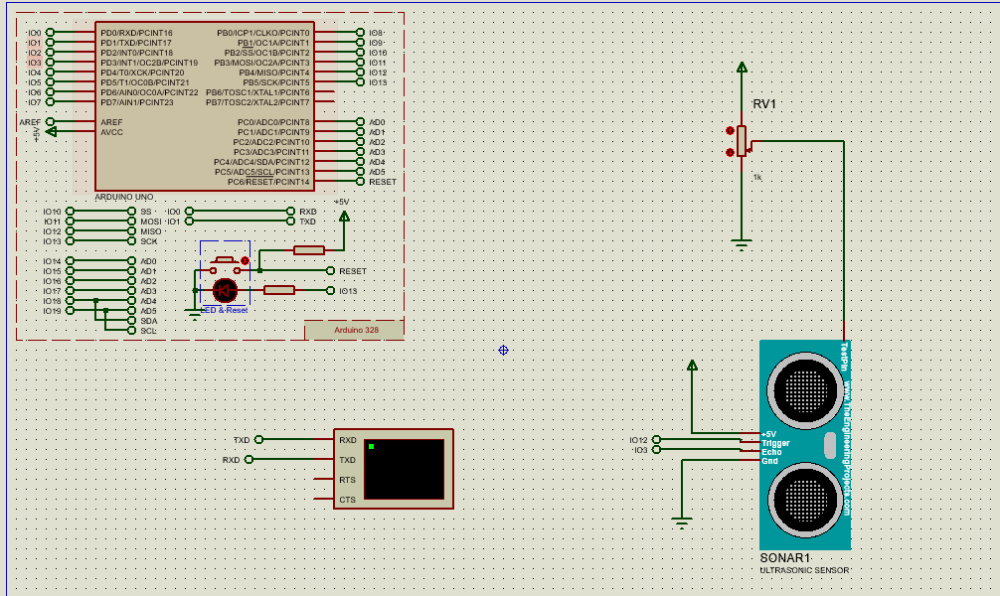 IO0 PD0/RXD/PCINT16 PB0/ICP1/CLKO/PCINT0 IO8
IO1 PD1/TXD/PCINT17 PB1/OC1A/PCINT1 IO9
IO2 PD2/INT0/PCINT18 PB2/SS/OC1B/PCINT2 IO10
IO3 PD3/INT1/OC2B/PCINT19 PB3/MOSI/OC2A/PCINT3 IO11
IO4 PD4/T0/XCK/PCINT20 PB4/MISO/PCINT4 IO12
IO5 PD5/T1/OC0B/PCINT21 PB5/SCK/PCINT5 IO13
IO6 PD6/AIN0/OC0A/PCINT22 PB6/TOSC1/XTAL1/PCINT6
IO7 PD7/AIN1/PCINT23 PB7/TOSC2/XTAL2/PCINT7
AREF AREF PC0/ADC0/PCINT8 AD0
+5V AVCC PC1/ADC1/PCINT9 AD1
PC2/ADC2/PCINT10 AD2
PC3/ADC3/PCINT11 AD3
PC4/ADC4/SDA/PCINT12 AD4
PC5/ADC5/SCL/PCINT13 AD5
PC6/RESET/PCINT14 RESET
ARDUINO UNO
+5V
IO10 SS IO0 RXD
IO11 MOSI IO1 TXD
IO12 MISO
IO13 SCK
IO14 AD0
IO15 AD1 RESET
IO16 AD2
IO17 AD3 IO13
IO18 AD4
IO19 AD5 LED & Reset
SDA
SCL
Arduino 328
RV1
1k
TestPin
www.TheEngineeringProjects.com
+5V
IO12 Trigger
IO3 Echo
Gnd
SONAR1
ULTRASONIC SENSOR
TXD RXD
RXD TXD
RTS
CTS